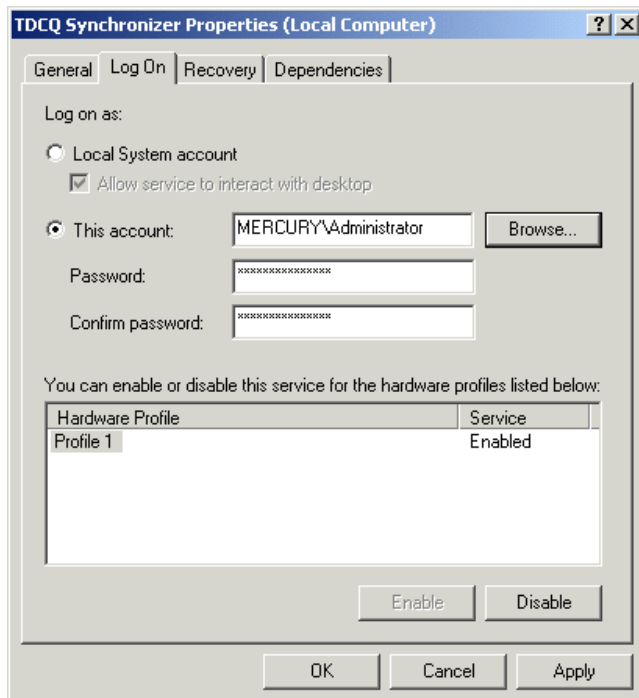 TDCQ Synchronizer Properties (Local Computer)
General Log On Recovery Dependencies
Log on as:
Local System account
Allow service to interact with desktop
This account: MERCURY\Administrator Browse...
Password: ***************
Confirm password: ***************
You can enable or disable this service for the hardware profiles listed below:
Hardware Profile Service
Profile 1 Enabled
Enable Disable
OK Cancel Apply